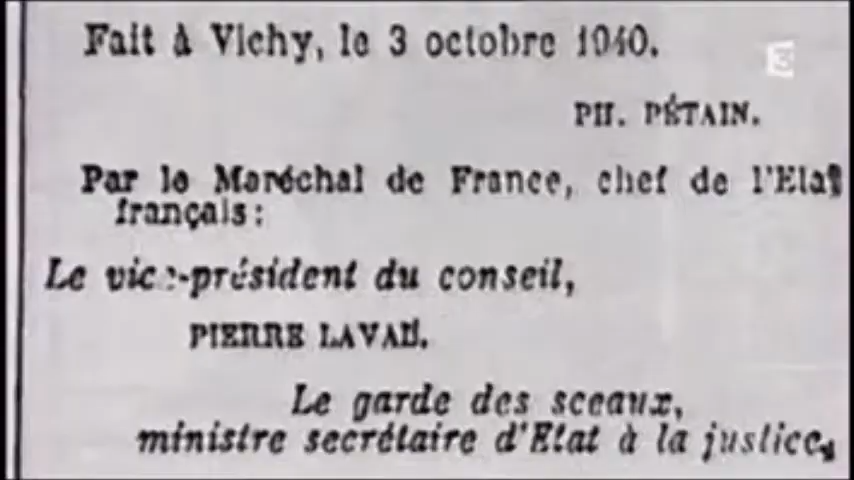 Fait à Vichy, le 3 octobre 1940.
3
PH. PÉTAIN.
Par le Maréchal de France, chef de l'Etat
français:
Le vice-président du conseil,
PIERRE LAVAL.
Le garde des sceaux,
ministre secrétaire d'Etat à la justice,